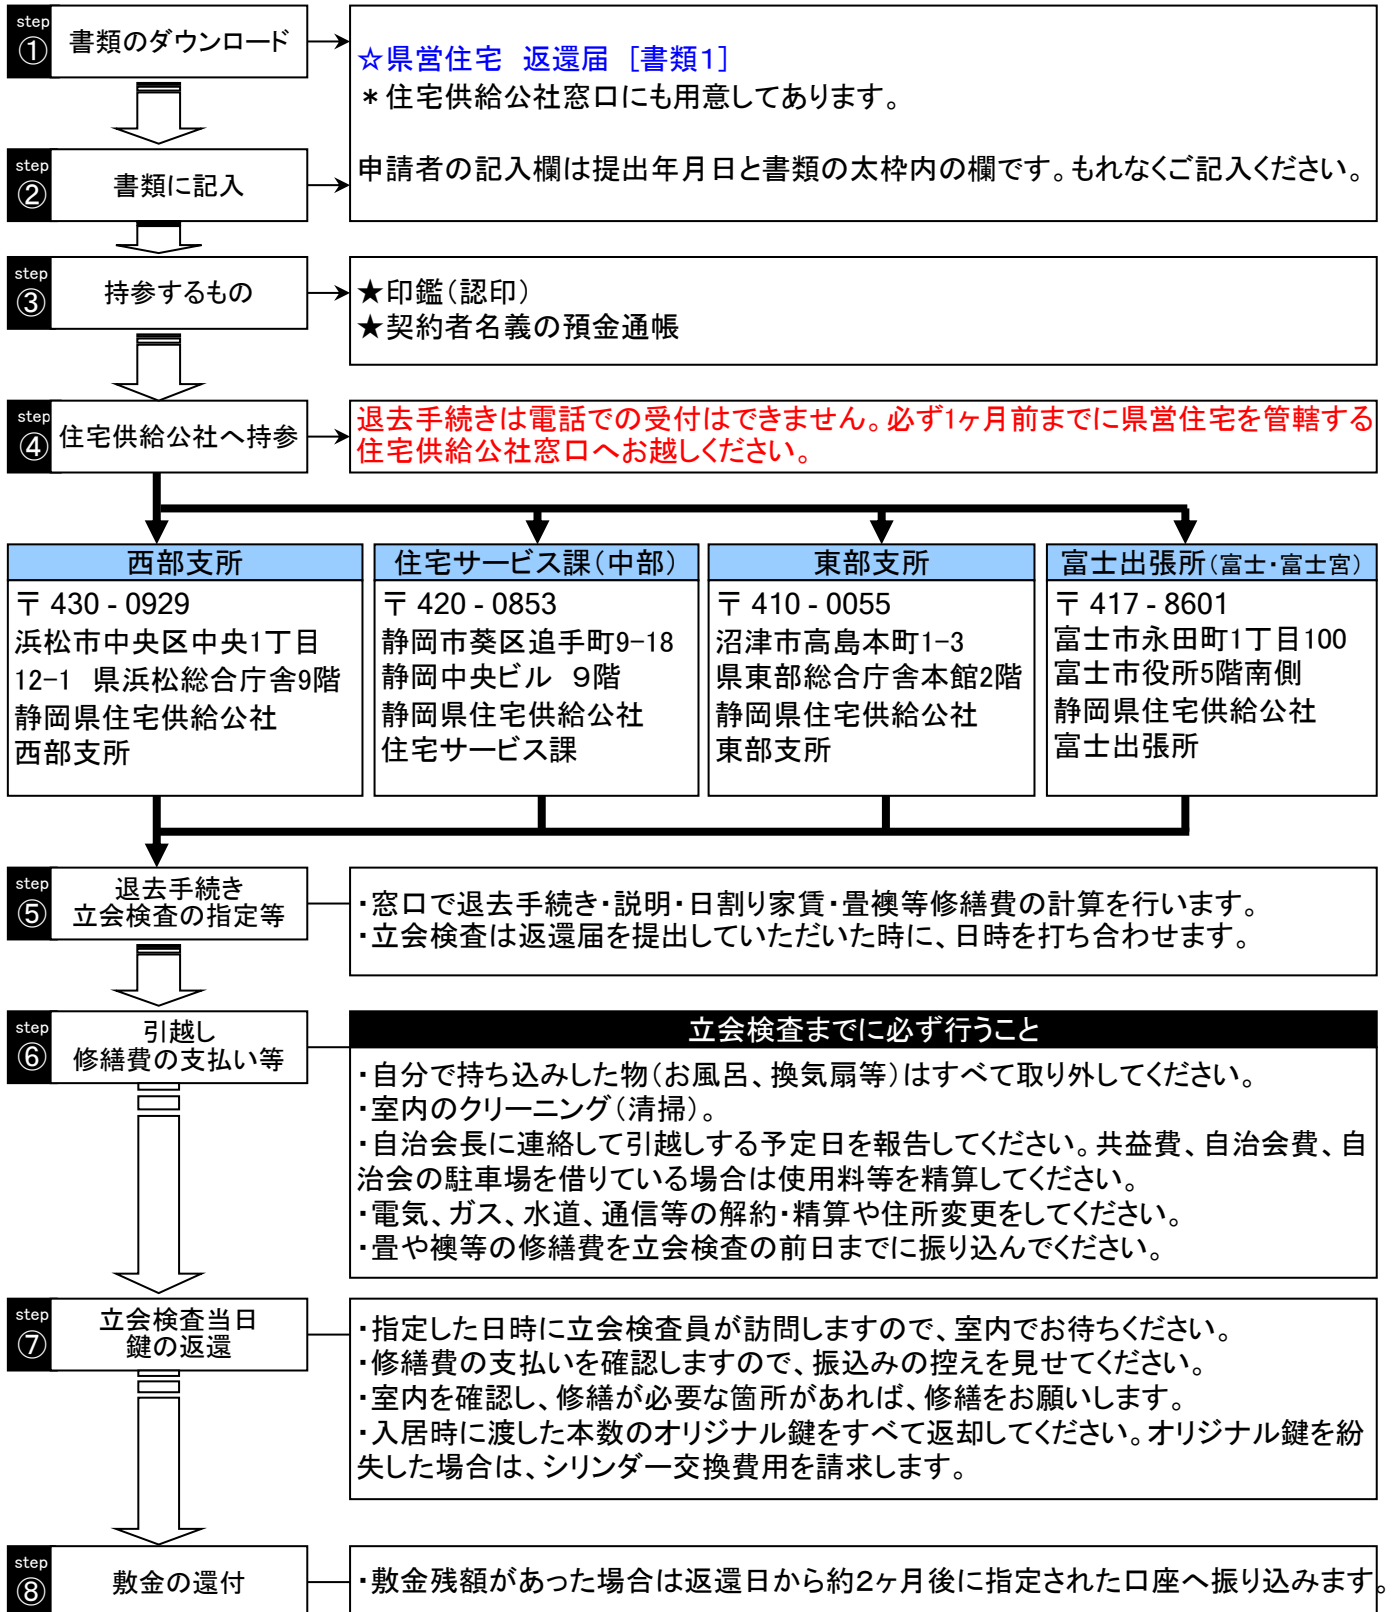 step
①
書類のダウンロード
☆県営住宅　返還届　[書類1]
＊住宅供給公社窓口にも用意してあります。
step
②
書類に記入
申請者の記入欄は提出年月日と書類の太枠内の欄です。もれなくご記入ください。
step
③
持参するもの
★印鑑(認印)
★契約者名義の預金通帳
step
④
住宅供給公社へ持参
退去手続きは電話での受付はできません。必ず1ヶ月前までに県営住宅を管轄する
住宅供給公社窓口へお越しください。
西部支所
〒 430 - 0929
浜松市中央区中央1丁目
12-1　県浜松総合庁舎9階
静岡県住宅供給公社
西部支所
住宅サービス課(中部)
〒 420 - 0853
静岡市葵区追手町9-18
静岡中央ビル　9階
静岡県住宅供給公社
住宅サービス課
東部支所
〒 410 - 0055
沼津市高島本町1-3
県東部総合庁舎本館2階
静岡県住宅供給公社
東部支所
富士出張所(富士・富士宮)
〒 417 - 8601
富士市永田町1丁目100
富士市役所5階南側
静岡県住宅供給公社
富士出張所
step
⑤
退去手続き
立会検査の指定等
・窓口で退去手続き・説明・日割り家賃・畳襖等修繕費の計算を行います。
・立会検査は返還届を提出していただいた時に、日時を打ち合わせます。
step
⑥
引越し
修繕費の支払い等
立会検査までに必ず行うこと
・自分で持ち込みした物(お風呂、換気扇等)はすべて取り外してください。
・室内のクリーニング(清掃)。
・自治会長に連絡して引越しする予定日を報告してください。共益費、自治会費、自
治会の駐車場を借りている場合は使用料等を精算してください。
・電気、ガス、水道、通信等の解約・精算や住所変更をしてください。
・畳や襖等の修繕費を立会検査の前日までに振り込んでください。
step
⑦
立会検査当日
鍵の返還
・指定した日時に立会検査員が訪問しますので、室内でお待ちください。
・修繕費の支払いを確認しますので、振込みの控えを見せてください。
・室内を確認し、修繕が必要な箇所があれば、修繕をお願いします。
・入居時に渡した本数のオリジナル鍵をすべて返却してください。オリジナル鍵を紛
失した場合は、シリンダー交換費用を請求します。
step
⑧
敷金の還付
・敷金残額があった場合は返還日から約2ヶ月後に指定された口座へ振り込みます。